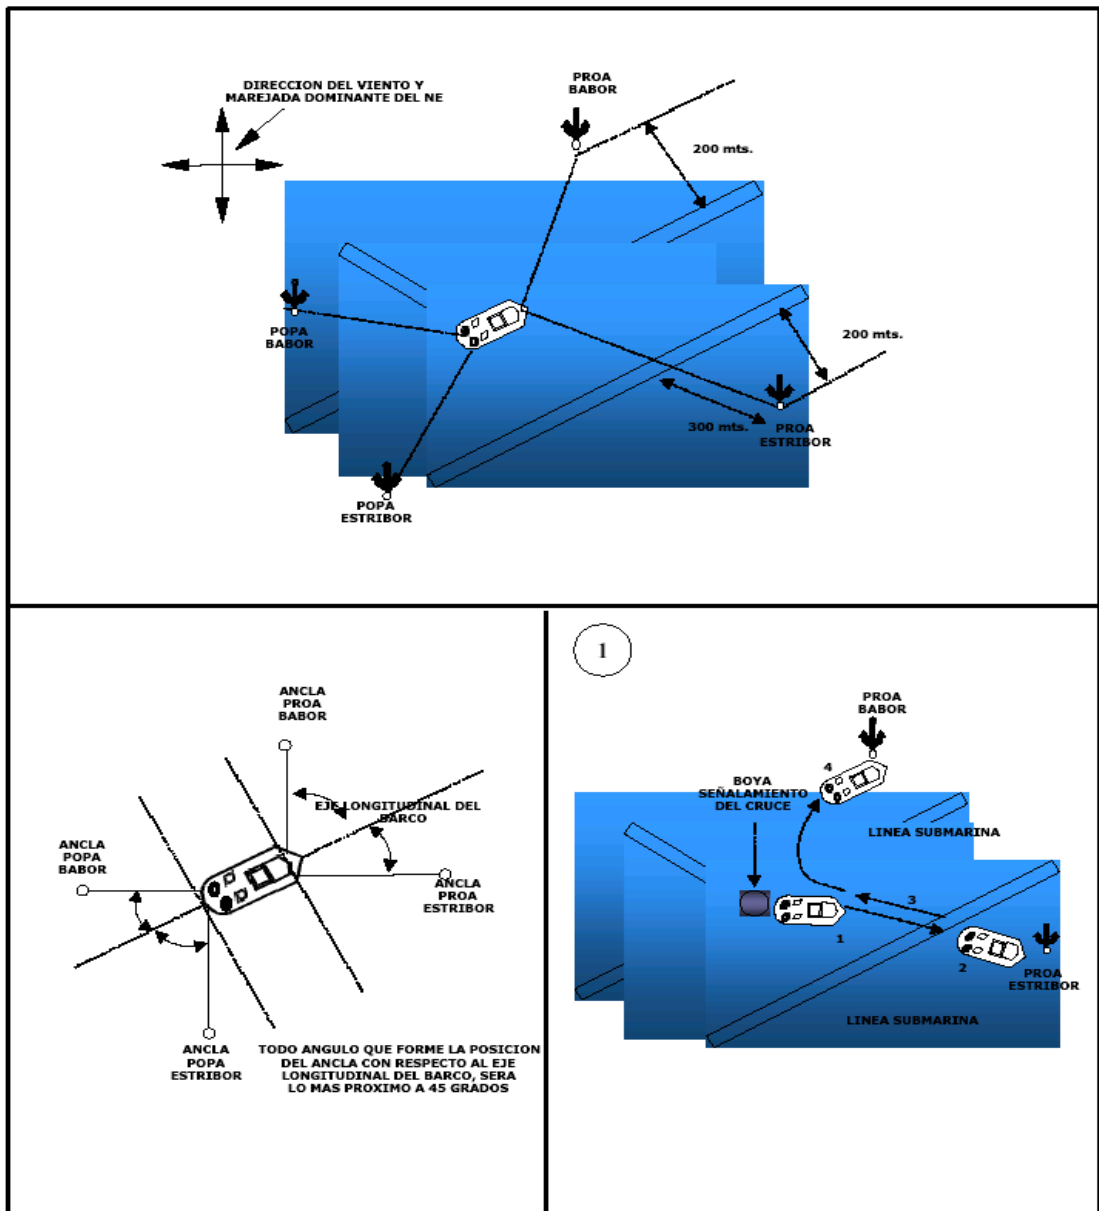 DIRECCION DEL VIENTO Y
MAREJADA DOMINANTE DEL NE
PROA
BABOR
200 mts.
POPA
BABOR
200 mts.
300 mts.
PROA
ESTRIBOR
POPA
ESTRIBOR
ANCLA
PROA
BABOR
EJE LONGITUDINAL DEL
BARCO
ANCLA
POPA
BABOR
ANCLA
PROA
ESTRIBOR
ANCLA
POPA
ESTRIBOR
TODO ANGULO QUE FORME LA POSICION
DEL ANCLA CON RESPECTO AL EJE
LONGITUDINAL DEL BARCO, SERA
LO MAS PROXIMO A 45 GRADOS
1
PROA
BABOR
4
BOYA
SEÑALAMIENTO
DEL CRUCE
LINEA SUBMARINA
3
1
2
PROA
ESTRIBOR
LINEA SUBMARINA